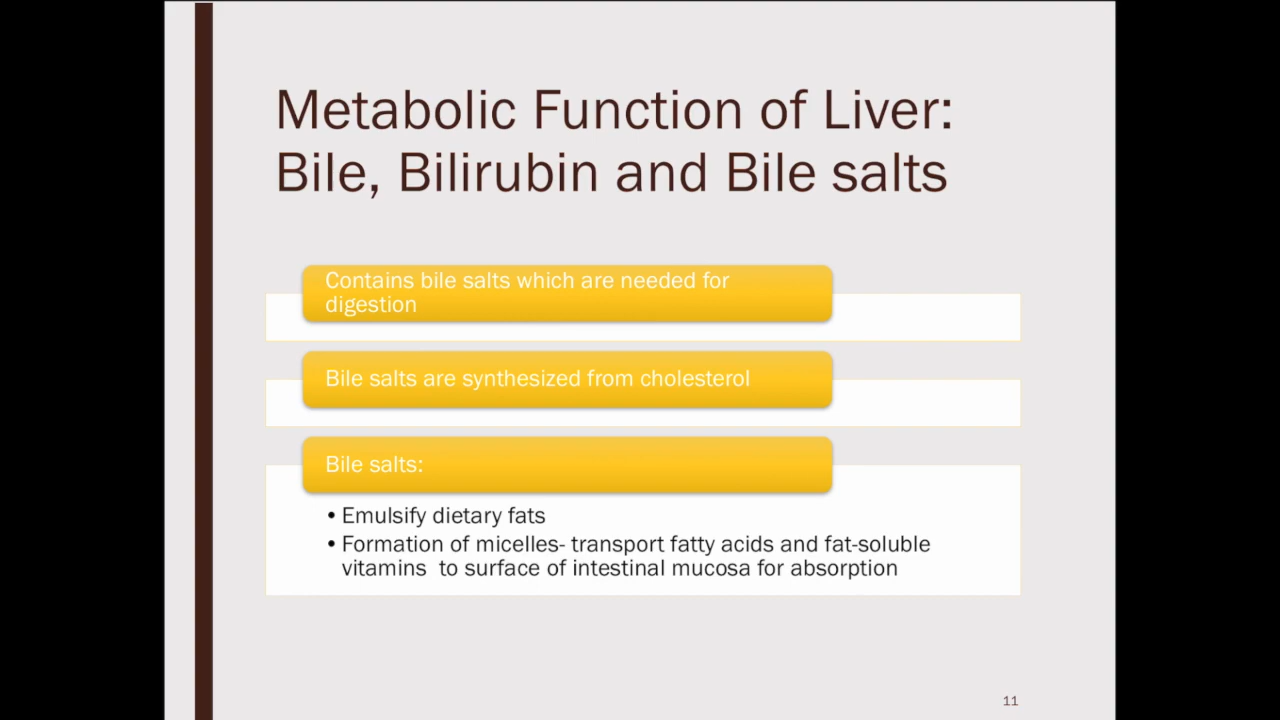 Metabolic Function of Liver:
Bile, Bilirubin and Bile salts
Contains bile salts which are needed for
digestion
Bile salts are synthesized from cholesterol
Bile salts:
• Emulsify dietary fats
• Formation of micelles- transport fatty acids and fat-soluble
vitamins  to surface of intestinal mucosa for absorption
11